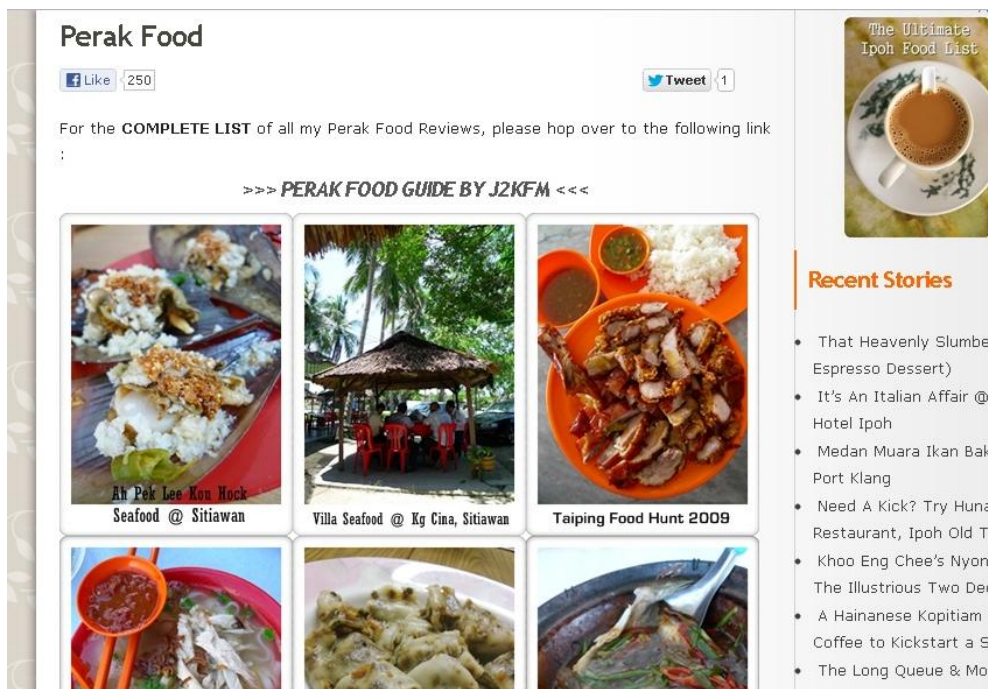 Perak Food
Like 250
Tweet 1
For the COMPLETE LIST of all my Perak Food Reviews, please hop over to the following link
:
>>> PERAK FOOD GUIDE BY J2KFM <<<
Ah Pek Lee Kou Hock
Seafood @ Sitiawan
Villa Seafood @ Kg Cina, Sitiawan
Taiping Food Hunt 2009
The Ultimate
Ipoh Food List
Recent Stories
That Heavenly Slumbe
Espresso Dessert)
It's An Italian Affair @
Hotel Ipoh
Medan Muara Ikan Bak
Port Klang
Need A Kick? Try Huna
Restaurant, Ipoh Old T
Khoo Eng Chee's Nyon
The Illustrious Two De
A Hainanese Kopitiam
Coffee to Kickstart a S
The Long Queue & Mo